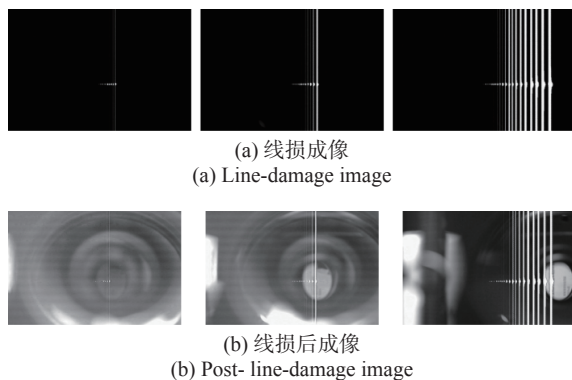 (a) 线损成像
(a) Line-damage image
(b) 线损后成像
(b) Post- line-damage image